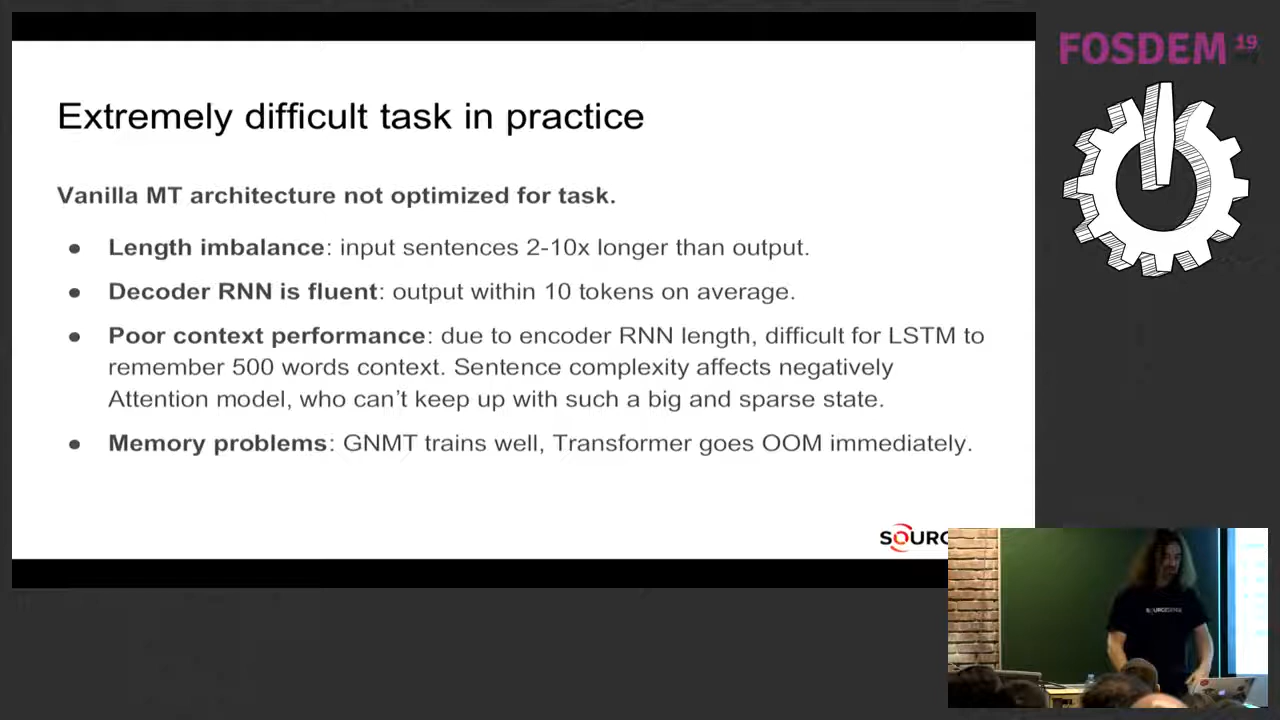 Extremely difficult task in practice
Vanilla MT architecture not optimized for task.
● Length imbalance: input sentences 2-10x longer than output.
● Decoder RNN is fluent: output within 10 tokens on average.
● Poor context performance: due to encoder RNN length, difficult for LSTM to
remember 500 words context. Sentence complexity affects negatively
Attention model, who can't keep up with such a big and sparse state.
● Memory problems: GNMT trains well, Transformer goes OOM immediately.
FOSDEM 19